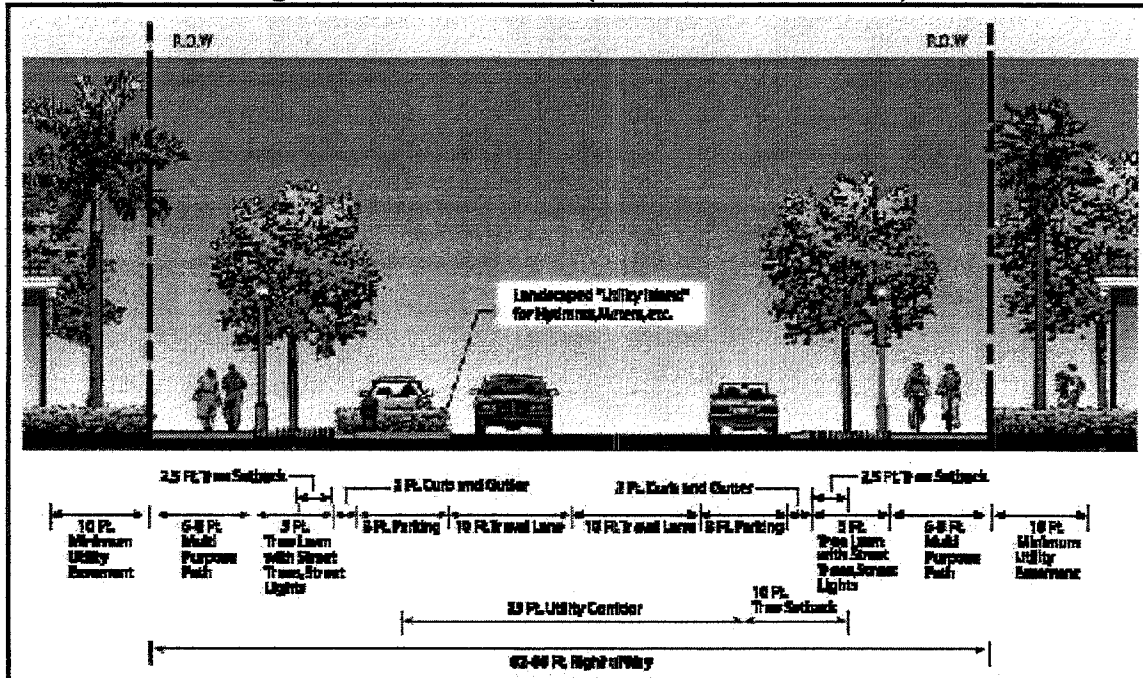 R.O.W
R.O.W
Landscaped "Utility Island"
for Hydrants, Meters, etc.
2.5 Ft. Tree Setback
2 Ft. Curb and Gutter
2 Ft. Curb and Gutter
2.5 Ft. Tree Setback
10 Ft.
Minimum
Utility
Easement
6-8 Ft.
Multi
Purpose
Path
5 Ft.
Tree Lawn
with Street
Trees, Street
Lights
8 Ft. Parking
10 Ft. Travel Lane
10 Ft. Travel Lane
8 Ft. Parking
5 Ft.
Tree Lawn
with Street
Trees, Street
Lights
6-8 Ft.
Multi
Purpose
Path
10 Ft.
Minimum
Utility
Easement
Ft. Utility Corridor
10 Ft.
Tree Setback
Ft. Right of Way